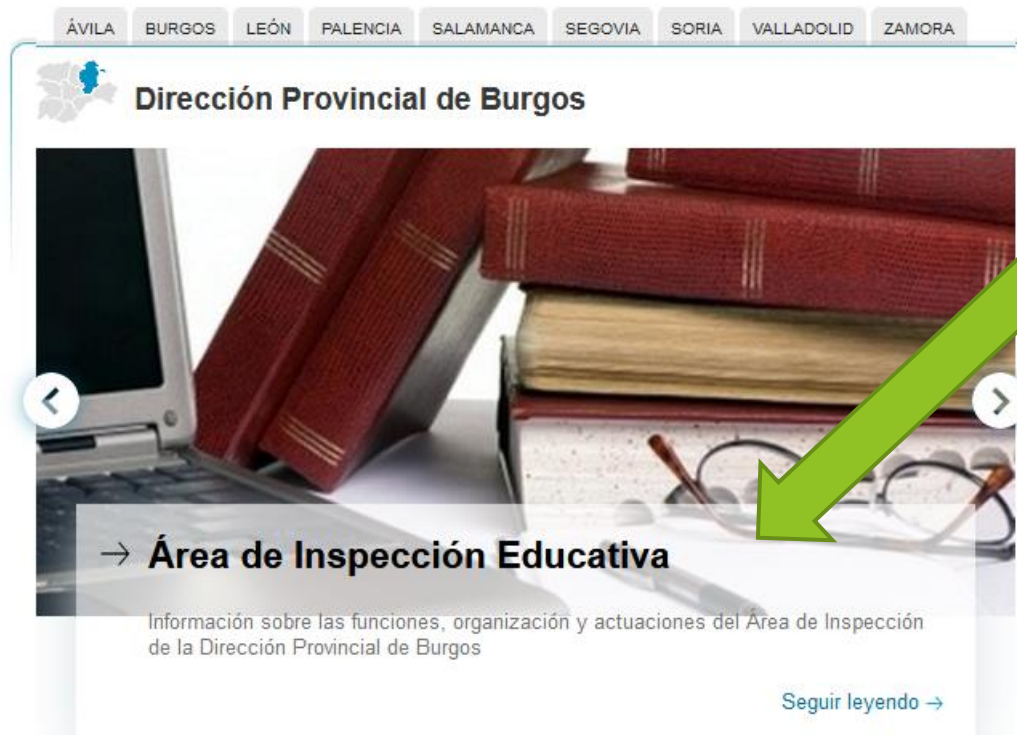 ÁVILA BURGOS LEÓN PALENCIA SALAMANCA SEGOVIA SORIA VALLADOLID ZAMORA
Dirección Provincial de Burgos
→ Área de Inspección Educativa
Información sobre las funciones, organización y actuaciones del Área de Inspección
de la Dirección Provincial de Burgos
Seguir leyendo →